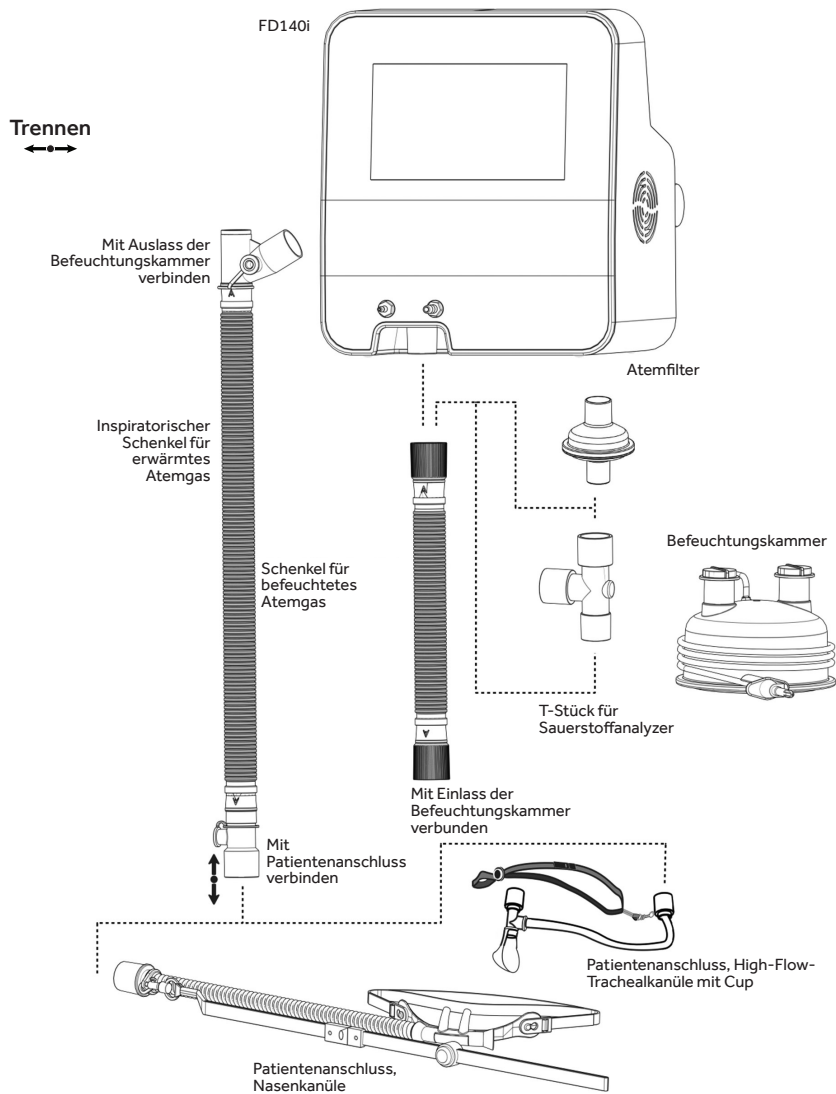 FD140i
Trennen
Mit Auslass der
Befeuchtungskammer
verbinden
Atemfilter
Inspiratorischer
Schenkel für
erwärmtes
Atemgas
Befeuchtungskammer
Schenkel für
befeuchtetes
Atemgas
T-Stück für
Sauerstoffanalyzer
Mit Einlass der
Befeuchtungskammer
verbunden
Mit
Patientenanschluss
verbinden
Patientenanschluss, High-Flow-
Trachealkanüle mit Cup
Patientenanschluss,
Nasenkanüle